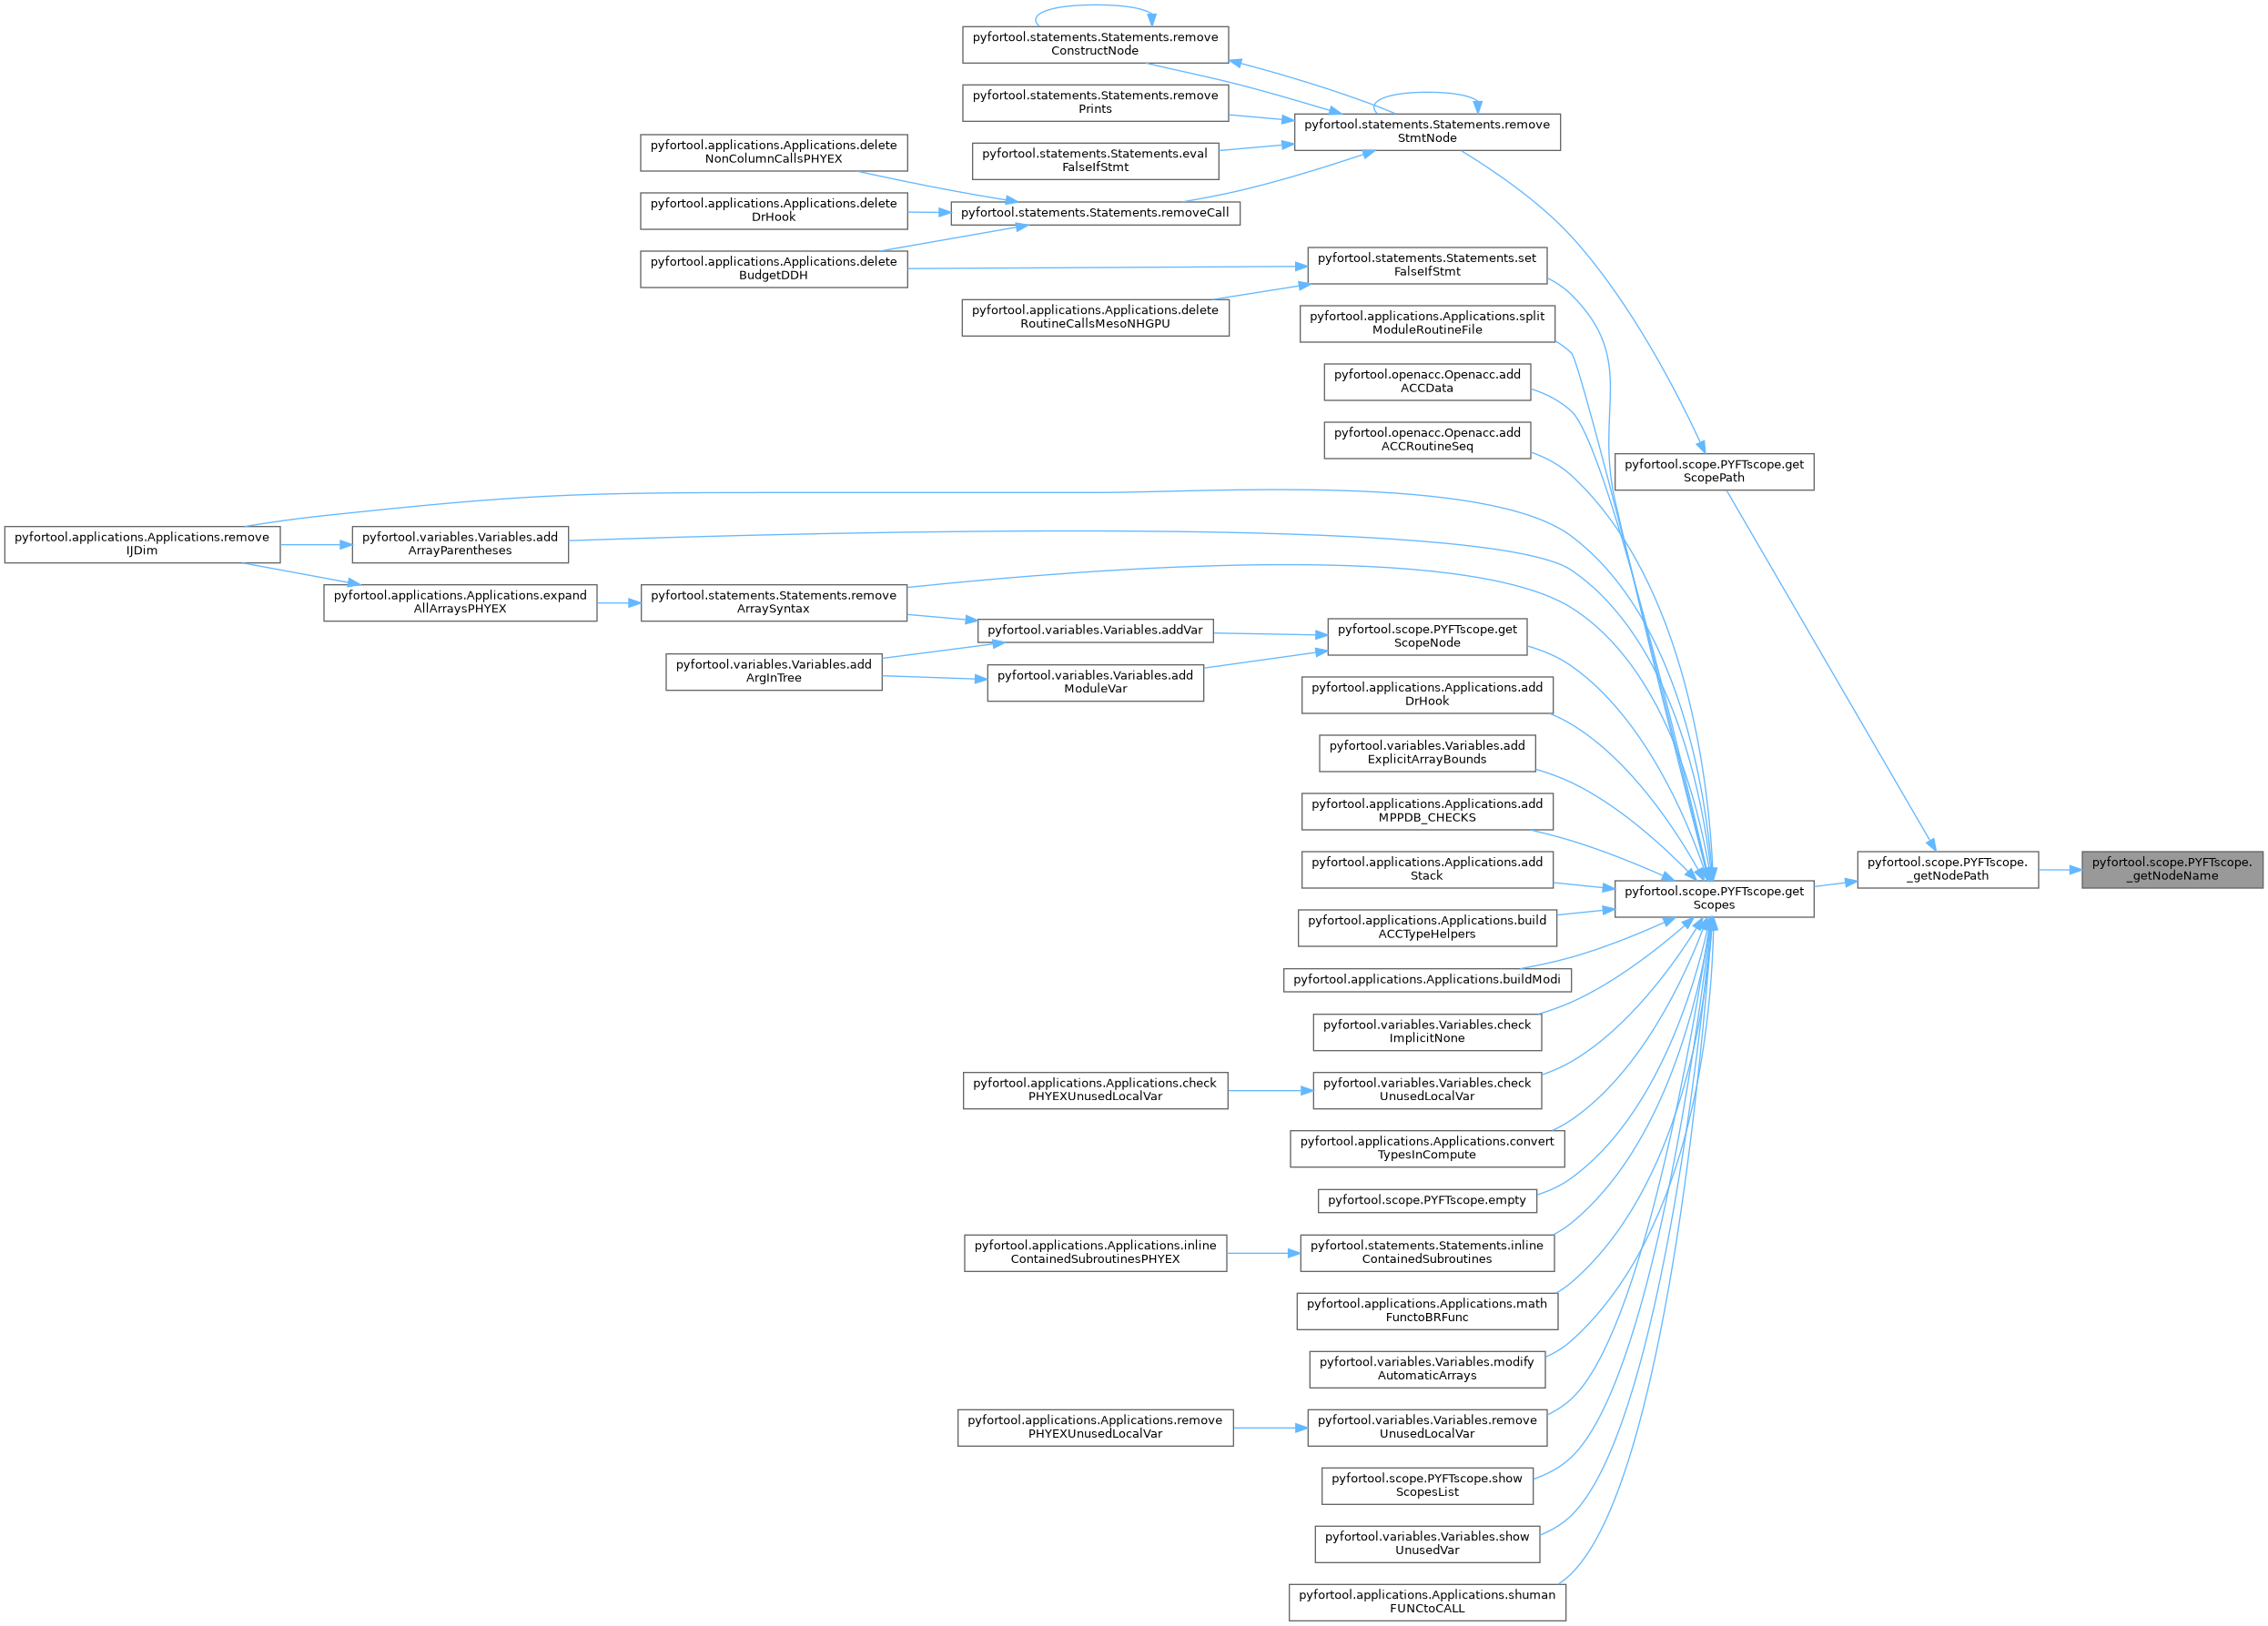 pyfortool.statements.Statements.remove
ConstructNode
pyfortool.statements.Statements.remove
Prints
pyfortool.statements.Statements.remove
StmtNode
pyfortool.applications.Applications.delete
NonColumnCallsPHYEX
pyfortool.statements.Statements.eval
FalseIfStmt
pyfortool.applications.Applications.delete
DrHook
pyfortool.statements.Statements.removeCall
pyfortool.applications.Applications.delete
BudgetDDH
pyfortool.statements.Statements.set
FalseIfStmt
pyfortool.applications.Applications.delete
RoutineCallsMesoNHGPU
pyfortool.applications.Applications.split
ModuleRoutineFile
pyfortool.openacc.Openacc.add
ACCData
pyfortool.openacc.Openacc.add
ACCRoutineSeq
pyfortool.scope.PYFTscope.get
ScopePath
pyfortool.applications.Applications.remove
IJDim
pyfortool.variables.Variables.add
ArrayParentheses
pyfortool.applications.Applications.expand
AllArraysPHYEX
pyfortool.statements.Statements.remove
ArraySyntax
pyfortool.variables.Variables.addVar
pyfortool.scope.PYFTscope.get
ScopeNode
pyfortool.variables.Variables.add
ArgInTree
pyfortool.variables.Variables.add
ModuleVar
pyfortool.applications.Applications.add
DrHook
pyfortool.variables.Variables.add
ExplicitArrayBounds
pyfortool.applications.Applications.add
MPPDB_CHECKS
pyfortool.applications.Applications.add
Stack
pyfortool.scope.PYFTscope.get
Scopes
pyfortool.scope.PYFTscope.
_getNodePath
pyfortool.scope.PYFTscope.
_getNodeName
pyfortool.applications.Applications.build
ACCTypeHelpers
pyfortool.applications.Applications.buildModi
pyfortool.variables.Variables.check
ImplicitNone
pyfortool.applications.Applications.check
PHYEXUnusedLocalVar
pyfortool.variables.Variables.check
UnusedLocalVar
pyfortool.applications.Applications.convert
TypesInCompute
pyfortool.scope.PYFTscope.empty
pyfortool.applications.Applications.inline
ContainedSubroutinesPHYEX
pyfortool.statements.Statements.inline
ContainedSubroutines
pyfortool.applications.Applications.math
FunctoBRFunc
pyfortool.variables.Variables.modify
AutomaticArrays
pyfortool.applications.Applications.remove
PHYEXUnusedLocalVar
pyfortool.variables.Variables.remove
UnusedLocalVar
pyfortool.scope.PYFTscope.show
ScopesList
pyfortool.variables.Variables.show
UnusedVar
pyfortool.applications.Applications.shuman
FUNCtoCALL